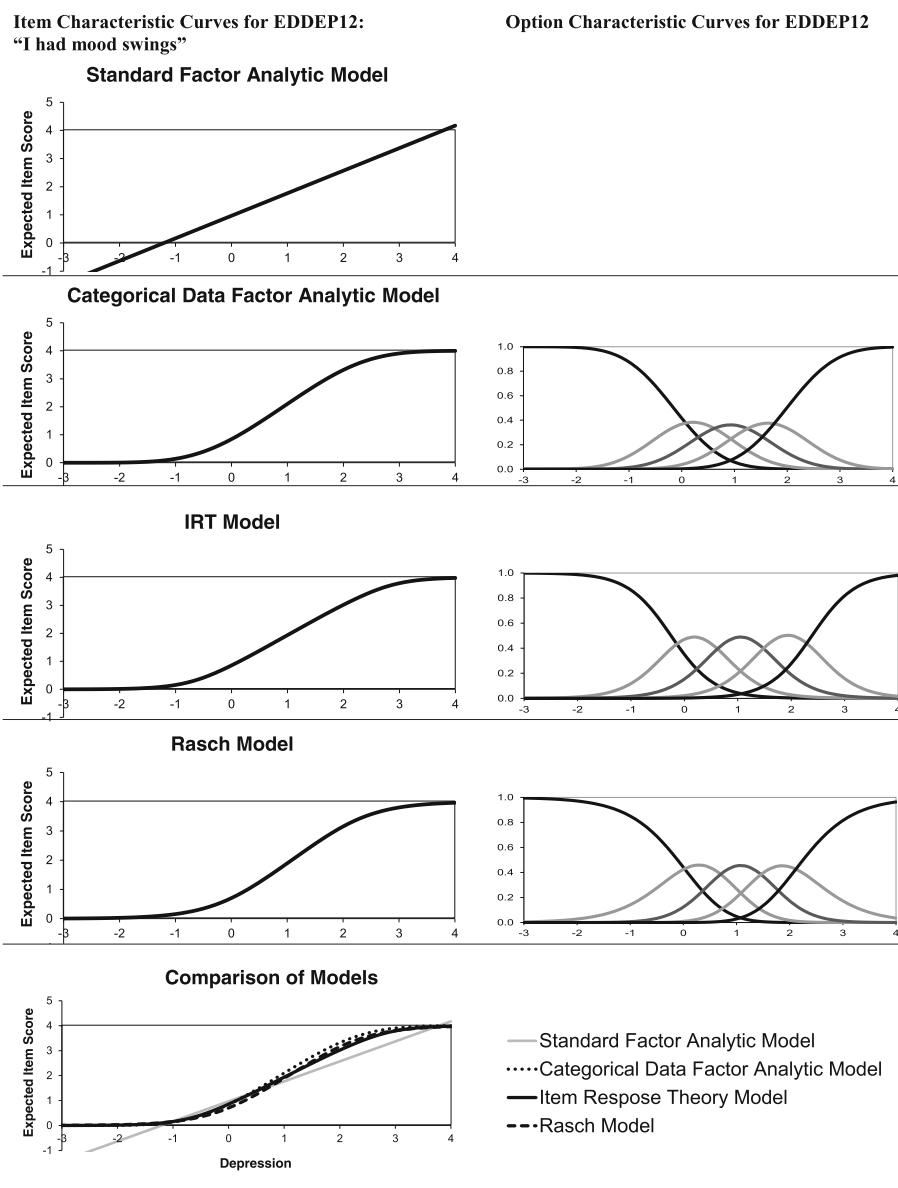 Item Characteristic Curves for EDDEP12:
“I had mood swings”
Option Characteristic Curves for EDDEP12
Standard Factor Analytic Model
Expected Item Score
5
4
3
2
1
0
-1
-3 -2 -1 0 1 2 3 4
Categorical Data Factor Analytic Model
Expected Item Score
5
4
3
2
1
0
-3 -2 -1 0 1 2 3 4
1.0
0.8
0.6
0.4
0.2
0.0
-3 -2 -1 0 1 2 3 4
IRT Model
Expected Item Score
5
4
3
2
1
0
-1
-3 -2 -1 0 1 2 3 4
1.0
0.8
0.6
0.4
0.2
0.0
-3 -2 -1 0 1 2 3 4
Rasch Model
Expected Item Score
5
4
3
2
1
0
-3 -2 -1 0 1 2 3 4
1.0
0.8
0.6
0.4
0.2
0.0
-3 -2 -1 0 1 2 3 4
Comparison of Models
Expected Item Score
5
4
3
2
1
0
-1
-3 -2 -1 0 1 2 3 4
Depression
Standard Factor Analytic Model
Categorical Data Factor Analytic Model
Item Respose Theory Model
Rasch Model